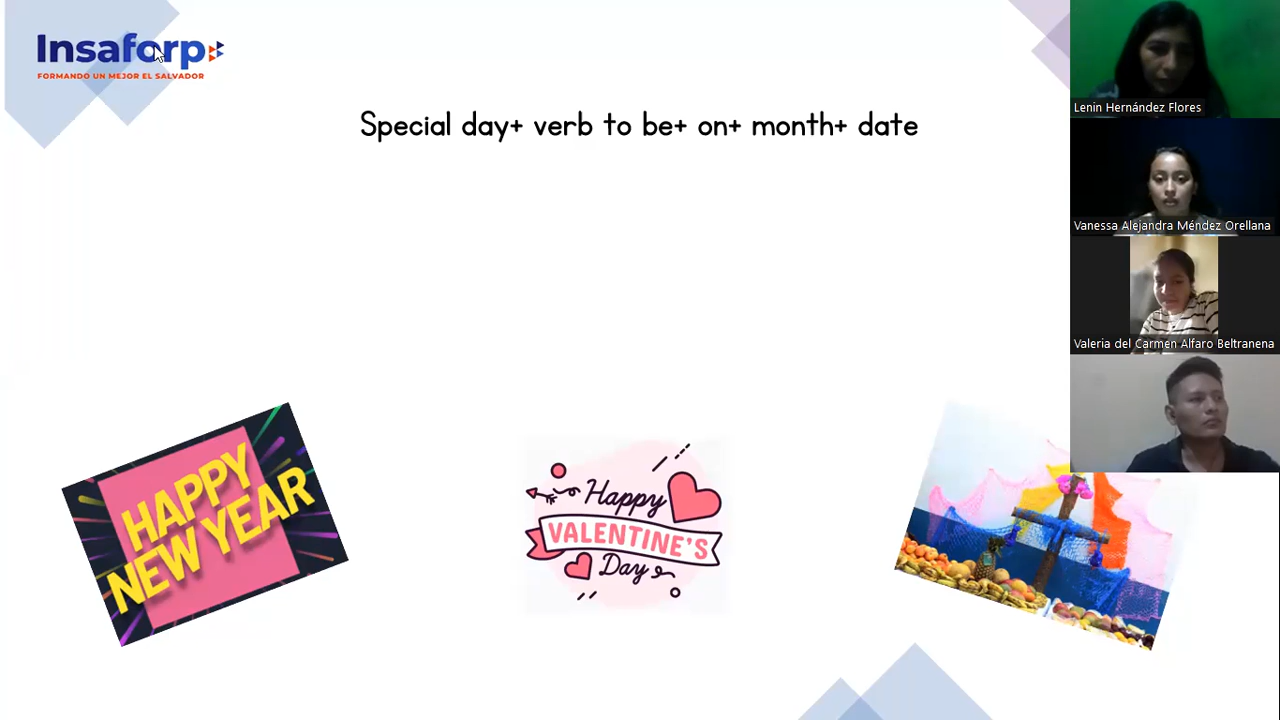 Insaforp
FORMANDO UN MEJOR EL SALVADOR
Special day+ verb to be+ on+ month+ date
Lenin Hernández Flores
Vanessa Alejandra Méndez Orellana
Valeria del Carmen Alfaro Beltranena
HAPPY
NEW YEAR
Happy
VALENTINE'S
Day